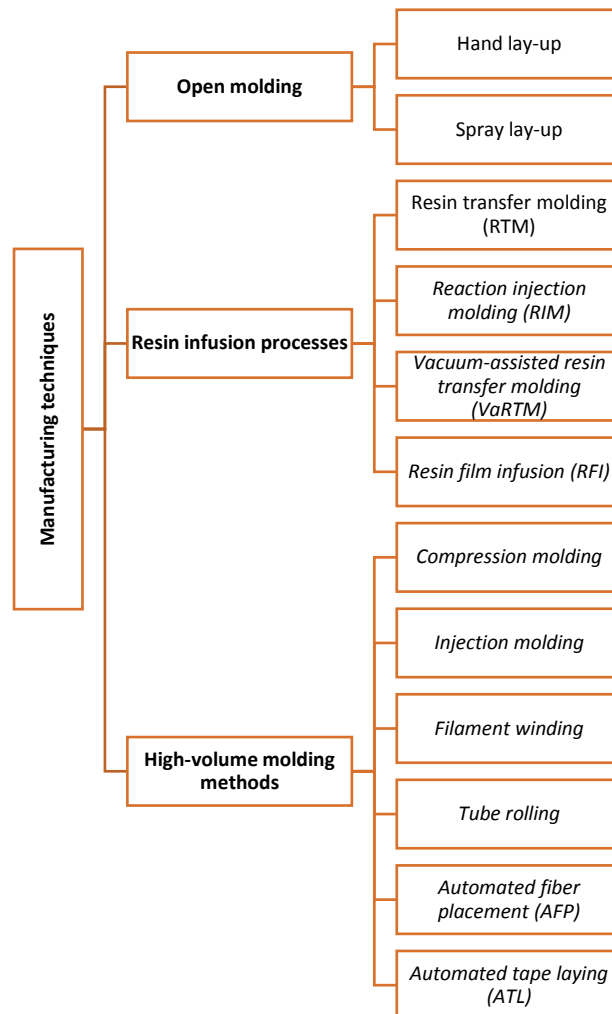 Manufacturing techniques
Open molding
Hand lay-up
Spray lay-up
Resin infusion processes
Resin transfer molding
(RTM)
Reaction injection
molding (RIM)
Vacuum-assisted resin
transfer molding
(VaRTM)
Resin film infusion (RFI)
High-volume molding
methods
Compression molding
Injection molding
Filament winding
Tube rolling
Automated fiber
placement (AFP)
Automated tape laying
(ATL)